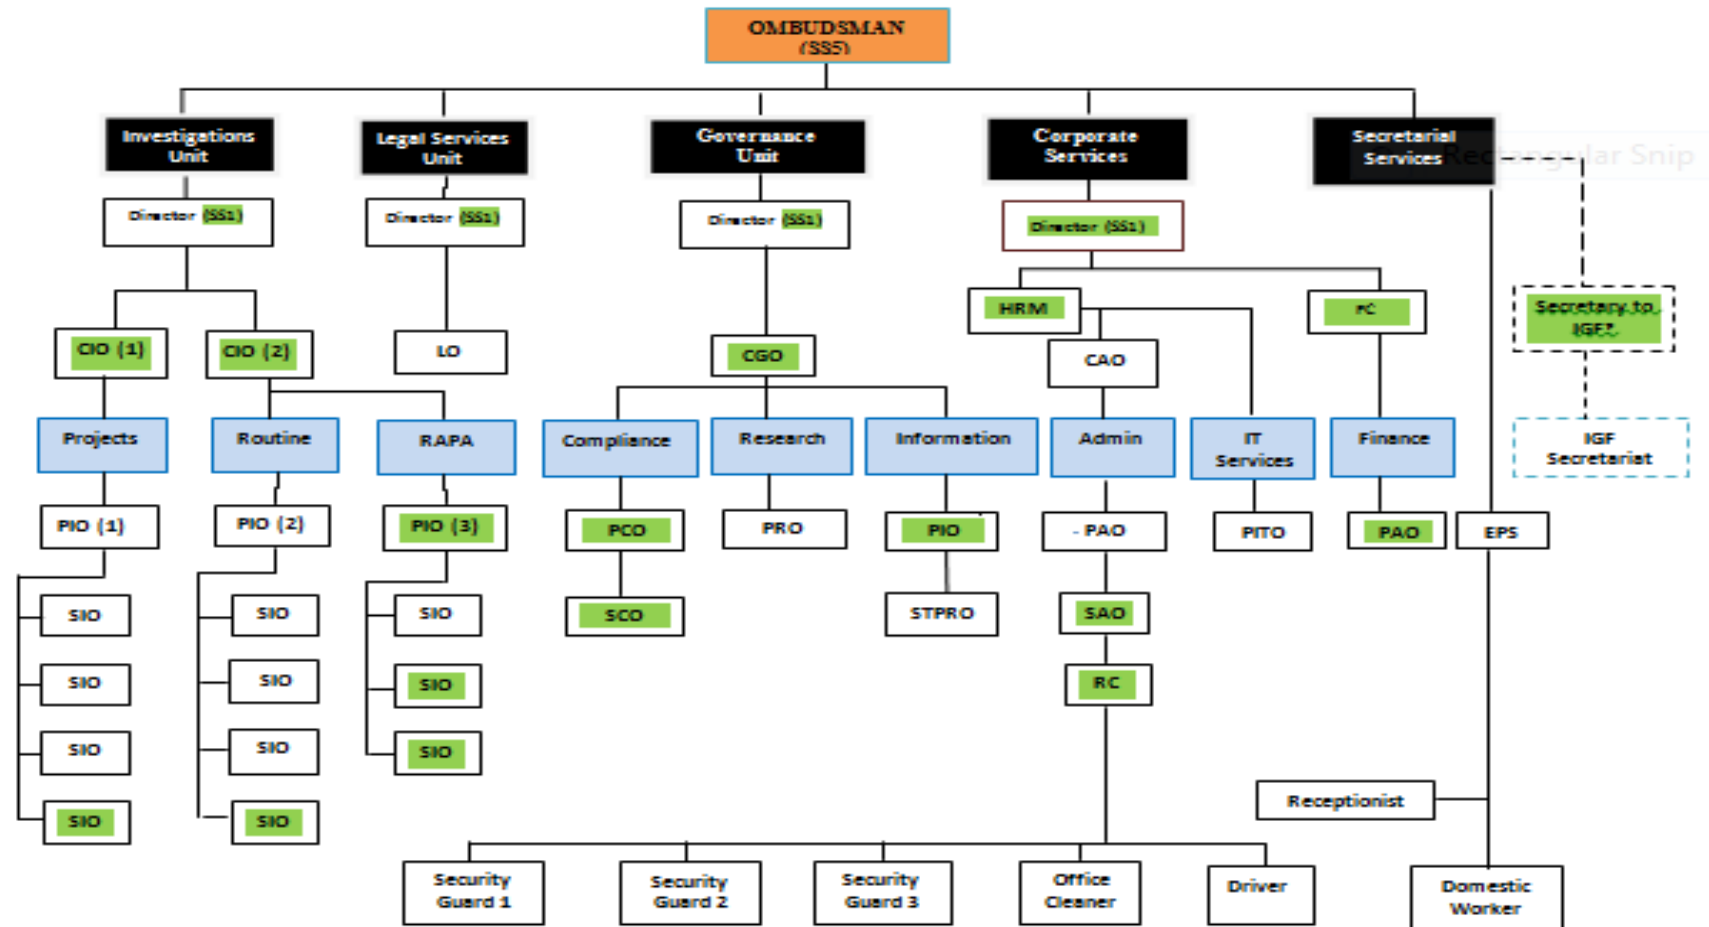 OMBUDSMAN
(SS5)
Investigations
Unit
Legal Services
Unit
Governance
Unit
Corporate
Services
Secretarial
Services
Rectangular Snip
Director (SS1)
Director (SS1)
Director (SS1)
Director (SS1)
HRM
FC
Secretary to
IGF*
CIO (1)
CIO (2)
LO
CGO
CAO
Projects
Routine
RAPA
Compliance
Research
Information
Admin
IT
Services
Finance
IGF
Secretariat
PIO (1)
PIO (2)
PIO (3)
PCO
PRO
PIO
- PAO
PITO
PAO
EPS
SIO
SIO
SIO
SCO
STPRO
SAO
SIO
SIO
SIO
RC
SIO
SIO
SIO
SIO
SIO
Receptionist
Security
Guard 1
Security
Guard 2
Security
Guard 3
Office
Cleaner
Driver
Domestic
Worker